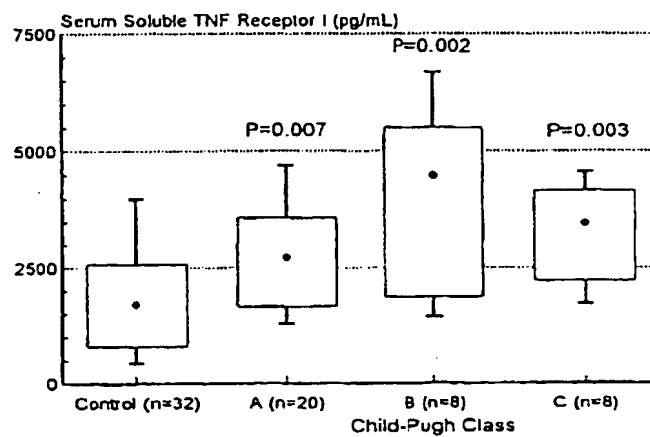 Serum Soluble TNF Receptor I (pg/mL)
7500
P=0.002
P=0.007
P=0.003
5000
2500
0
Control (n=32)
A (n=20)
B (n=8)
C (n=8)
Child-Pugh Class